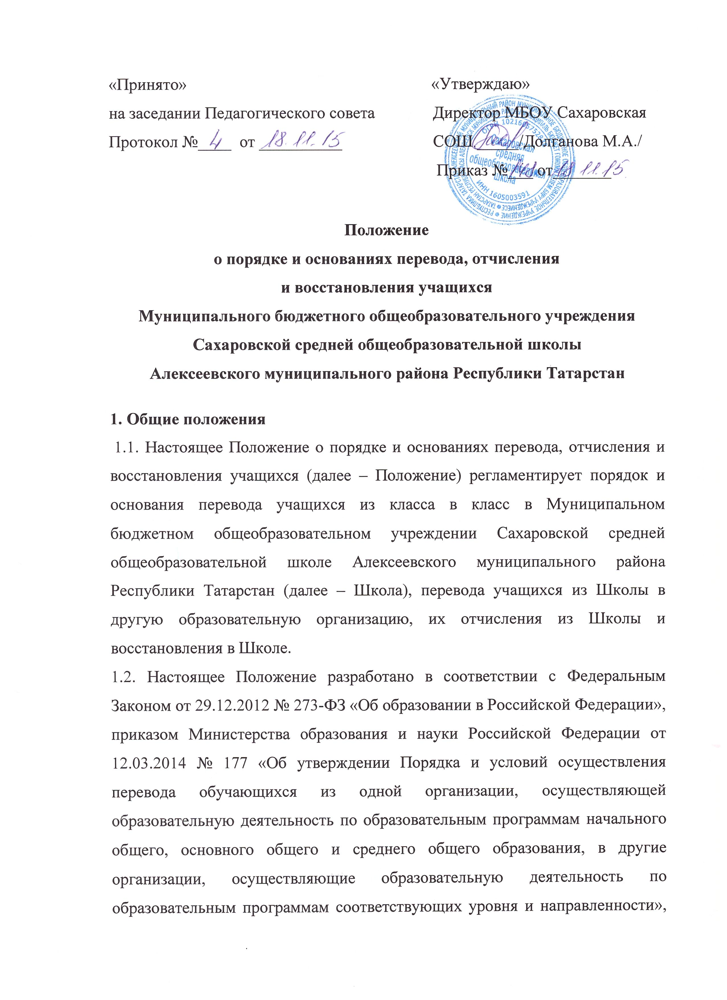 «Принято» «Утверждаю»
на заседании Педагогического совета Директор МБОУ Сахаровская
Протокол № 4 от 18.11.15 СОШ /Долганова М.А./
Приказ № от 18.11.15
Сахаровская
средняя
общеобразовательная
школа
ИНН 1605003591
Положение
о порядке и основаниях перевода, отчисления
и восстановления учащихся
Муниципального бюджетного общеобразовательного учреждения
Сахаровской средней общеобразовательной школы
Алексеевского муниципального района Республики Татарстан
1. Общие положения
1.1. Настоящее Положение о порядке и основаниях перевода, отчисления и
восстановления учащихся (далее – Положение) регламентирует порядок и
основания перевода учащихся из класса в класс в Муниципальном
бюджетном общеобразовательном учреждении Сахаровской средней
общеобразовательной школе Алексеевского муниципального района
Республики Татарстан (далее – Школа), перевода учащихся из Школы в
другую образовательную организацию, их отчисления из Школы и
восстановления в Школе.
1.2. Настоящее Положение разработано в соответствии с Федеральным
Законом от 29.12.2012 № 273-ФЗ «Об образовании в Российской Федерации»,
приказом Министерства образования и науки Российской Федерации от
12.03.2014 № 177 «Об утверждении Порядка и условий осуществления
перевода обучающихся из одной организации, осуществляющей
образовательную деятельность по образовательным программам начального
общего, основного общего и среднего общего образования, в другие
организации, осуществляющие образовательную деятельность по
образовательным программам соответствующих уровня и направленности»,